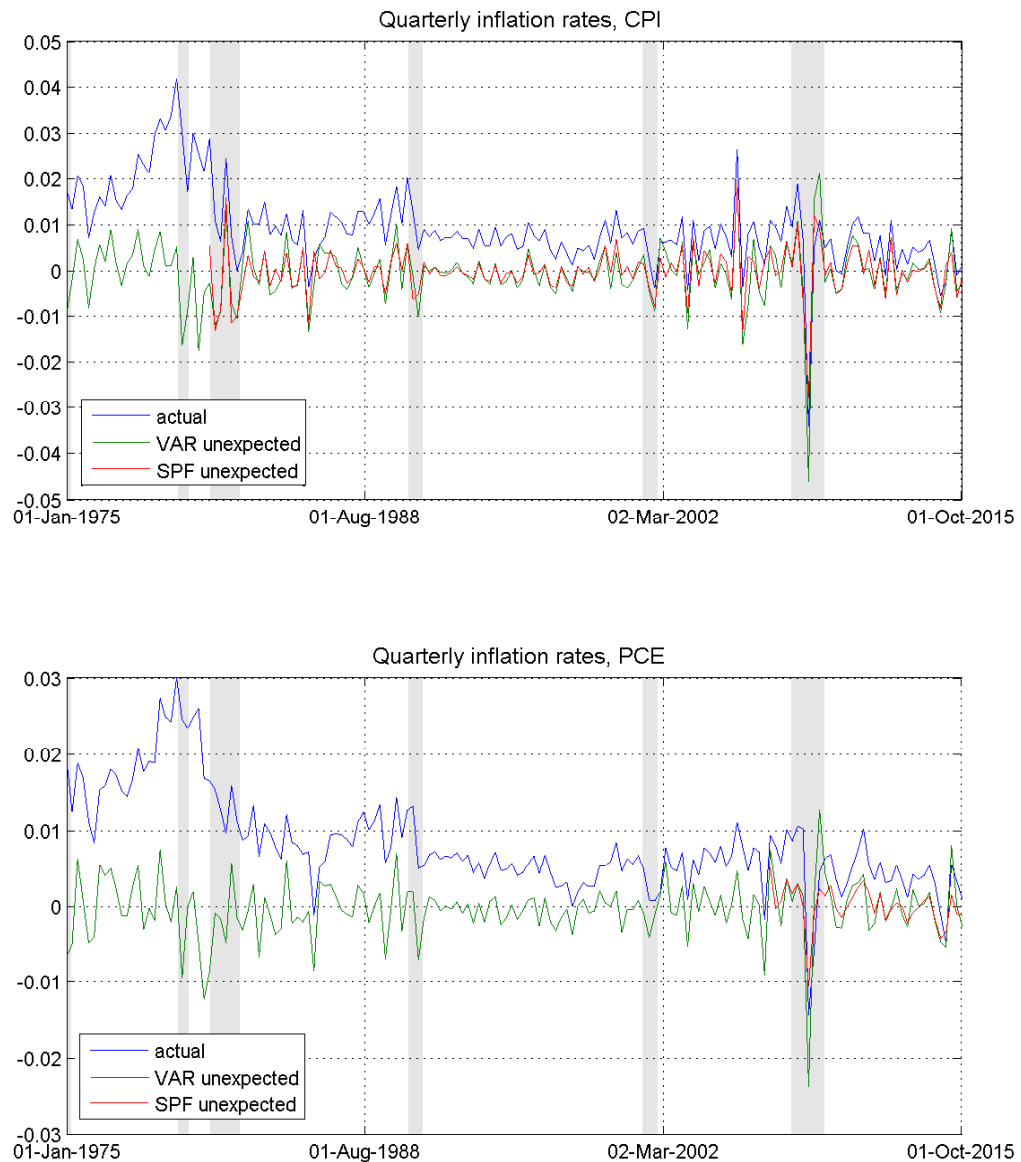 Quarterly inflation rates, CPI
0.05
0.04
0.03
0.02
0.01
0
-0.01
-0.02
-0.03
-0.04
-0.05
actual
VAR unexpected
SPF unexpected
01-Jan-1975 01-Aug-1988 02-Mar-2002 01-Oct-2015
Quarterly inflation rates, PCE
0.03
0.02
0.01
0
-0.01
-0.02
-0.03
actual
VAR unexpected
SPF unexpected
01-Jan-1975 01-Aug-1988 02-Mar-2002 01-Oct-2015